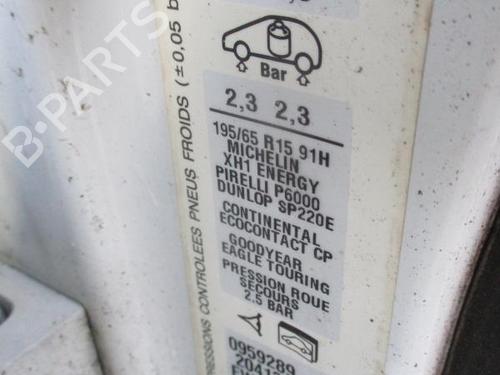 Bar
2,3 2,3
195/65 R15 91H
MICHELIN
XH1 ENERGY
PIRELLI P6000
DUNLOP SP220E
CONTINENTAL
ECOCONTACT CP
GOODYEAR
EAGLE TOURING
PRESSION ROUE
SECOURS
2.5 BAR
0959289
PRESSIONS CONTROLEES PNEUS FROIDS (±0,05 b
B-PARTS